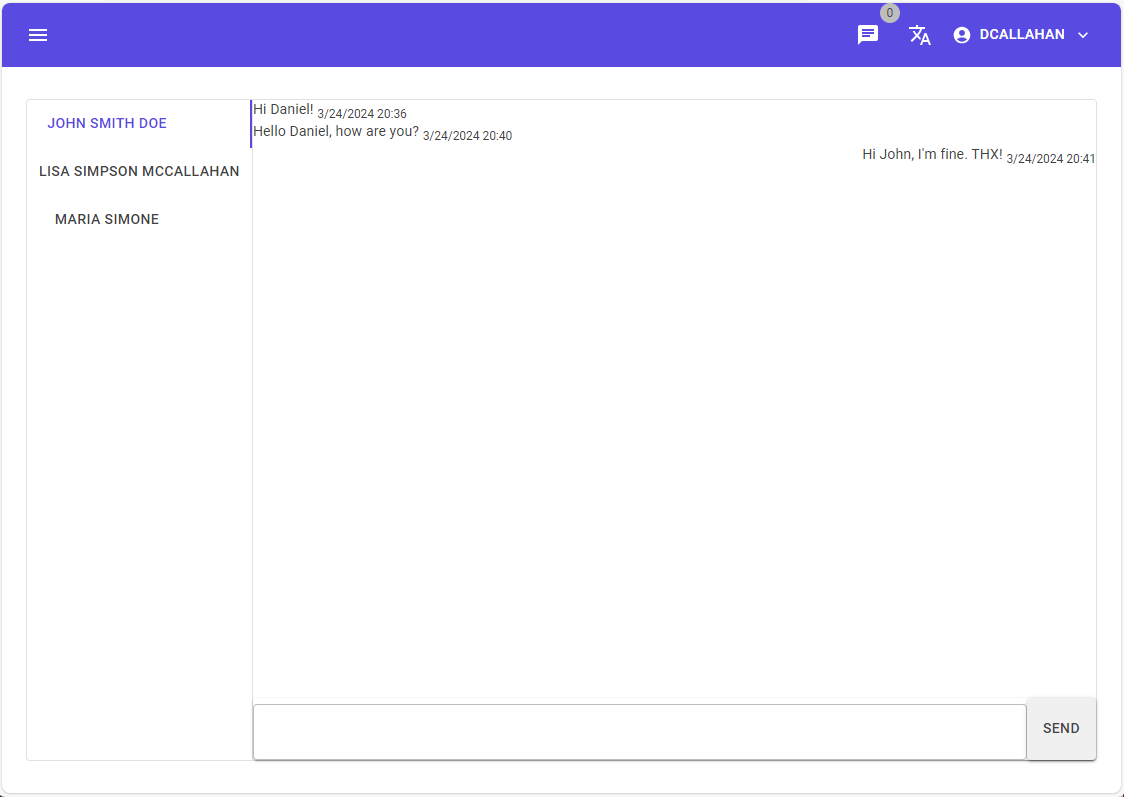 0
DCALLAHAN
JOHN SMITH DOE
LISA SIMPSON MCCALLAHAN
MARIA SIMONE
Hi Daniel! 3/24/2024 20:36
Hello Daniel, how are you? 3/24/2024 20:40
Hi John, I'm fine. THX! 3/24/2024 20:41
SEND